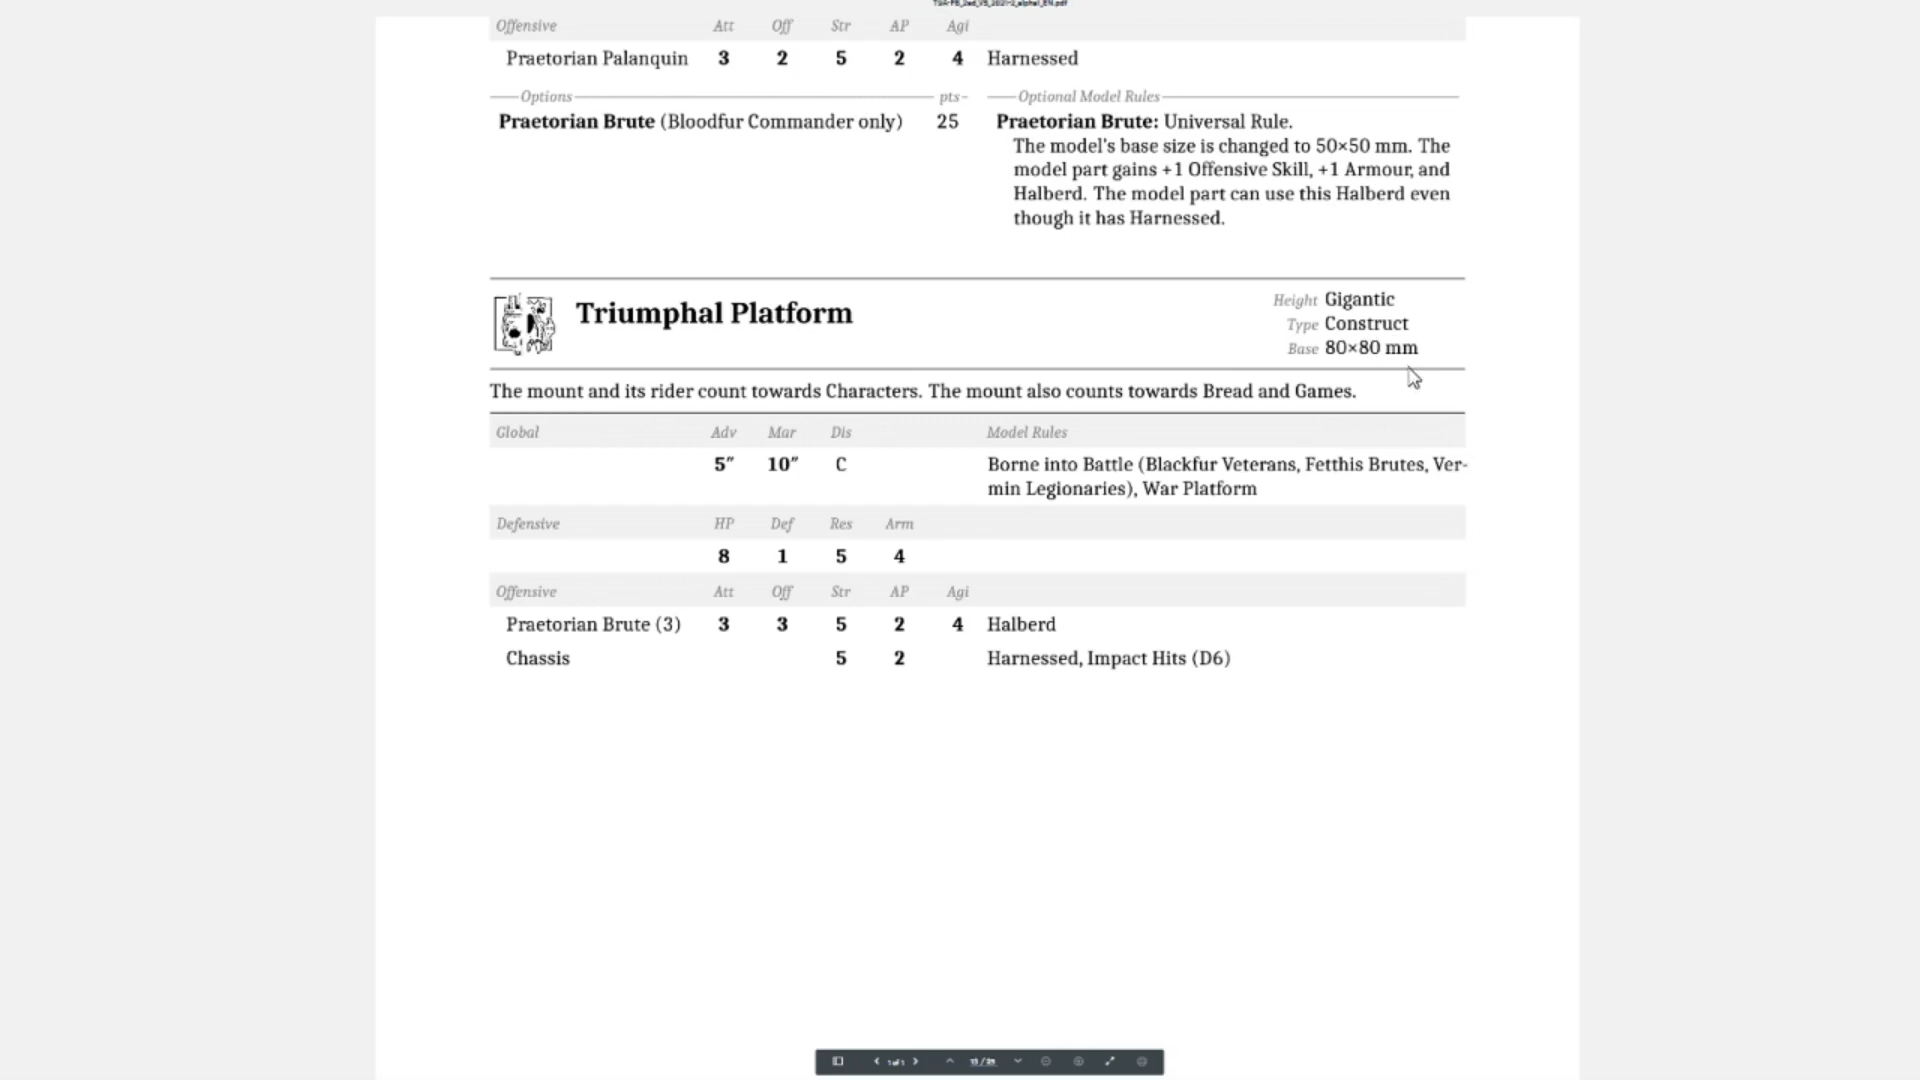 Offensive Att Off Str AP Agi
Praetorian Palanquin 3 2 5 2 4 Harnessed
Options pts Optional Model Rules
Praetorian Brute (Bloodfur Commander only) 25 Praetorian Brute: Universal Rule.
The model's base size is changed to 50×50 mm. The
model part gains +1 Offensive Skill, +1 Armour, and
Halberd. The model part can use this Halberd even
though it has Harnessed.
Triumphal Platform
Height Gigantic
Type Construct
Base 80×80 mm
The mount and its rider count towards Characters. The mount also counts towards Bread and Games.
Global Adv Mar Dis Model Rules
5″ 10″ C Borne into Battle (Blackfur Veterans, Fetthis Brutes, Ver-
min Legionaries), War Platform
Defensive HP Def Res Arm
8 1 5 4
Offensive Att Off Str AP Agi
Praetorian Brute (3) 3 3 5 2 4 Halberd
Chassis 5 2 Harnessed, Impact Hits (D6)